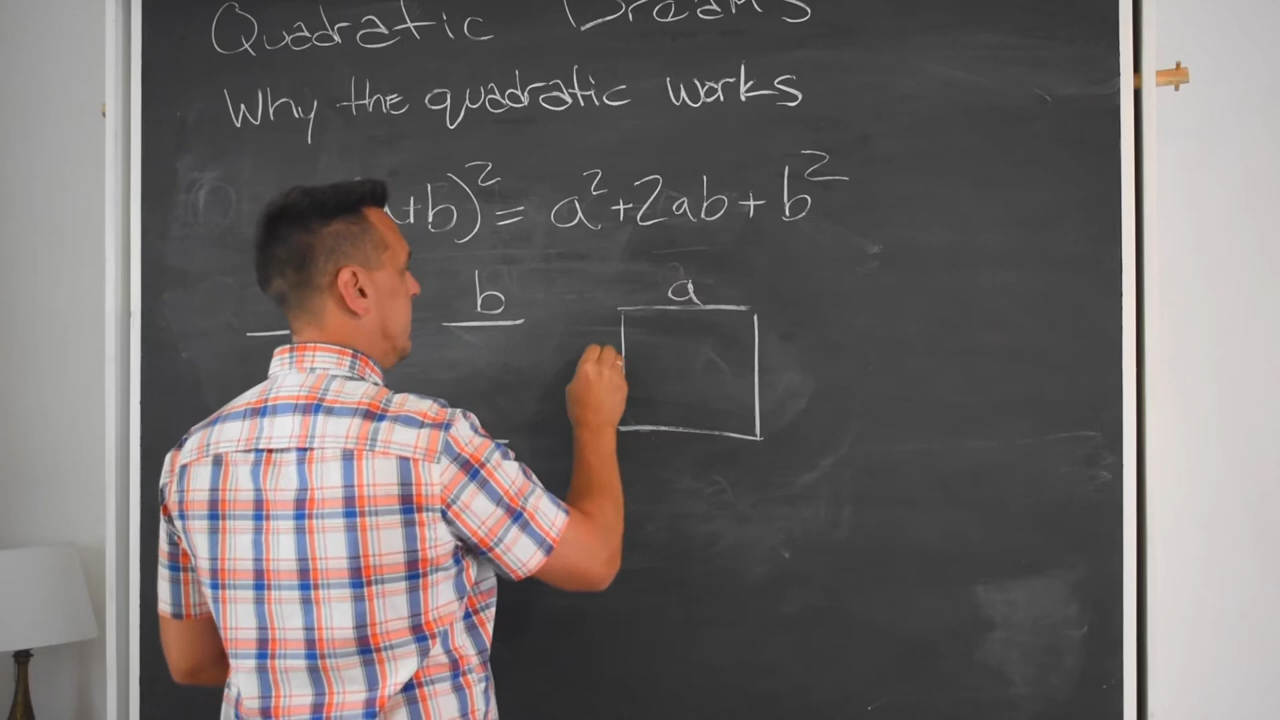 Quadratic Dreams
Why the quadratic works
+b)² = a² + 2ab + b²
b
a